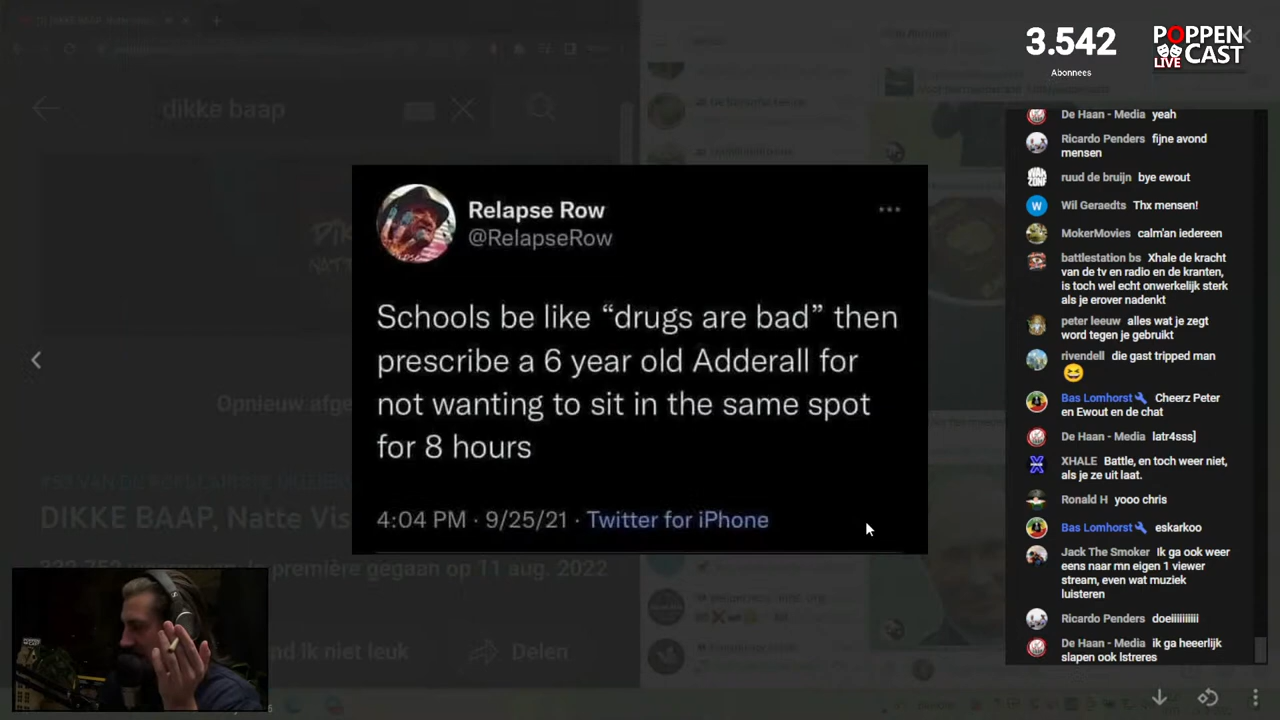 dikke baap
3.542
Abonnees
POPPEN
LIVE CAST
Relapse Row
@RelapseRow
Schools be like “drugs are bad” then
prescribe a 6 year old Adderall for
not wanting to sit in the same spot
for 8 hours
4:04 PM · 9/25/21 · Twitter for iPhone
Opnieuw afge
DIKKE BAAP, Natte Vis
première gegaan op 11 aug. 2022
nd ik niet leuk
Delen
De Haan - Media yeah
Ricardo Penders fijne avond
mensen
ruud de bruijn bye ewout
W
Wil Geraedts Thx mensen!
MokerMovies calm'an iedereen
battlestation bs Xhale de kracht
van de tv en radio en de kranten,
is toch wel echt onwerkelijk sterk
als je erover nadenkt
peter leeuw alles wat je zegt
word tegen je gebruikt
rivendell die gast tripped man
Bas Lomhorst Cheerz Peter
en Ewout en de chat
De Haan - Media latr4sss]
XHALE Battle, en toch weer niet,
als je ze uit laat.
Ronald H yooo chris
Bas Lomhorst eskarkoo
Jack The Smoker Ik ga ook weer
eens naar mn eigen 1 viewer
stream, even wat muziek
luisteren
Ricardo Penders doeiiiiiiiiii
De Haan - Media ik ga heeerlijk
slapen ook lstreres